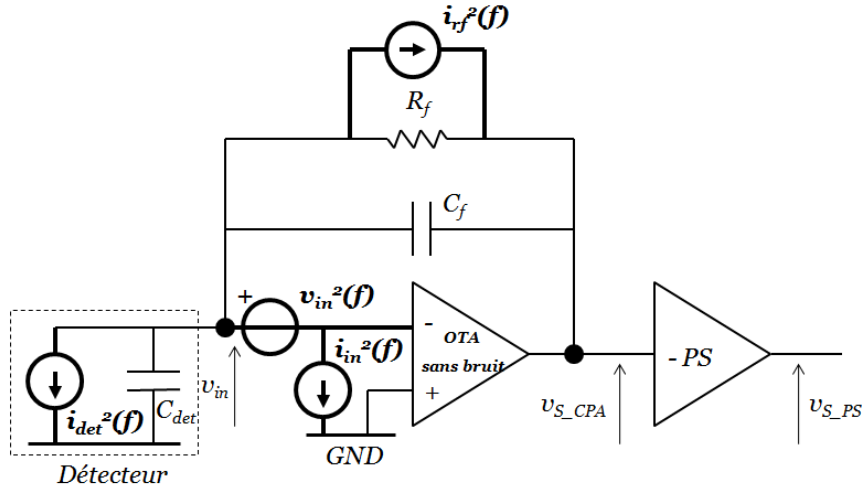 i_rf²(f)
R_f
C_f
+
v_in²(f)
-
OTA
sans bruit
+
i_in²(f)
- PS
v_in
C_det
i_det²(f)
v_S_CPA
v_S_PS
GND
Détecteur